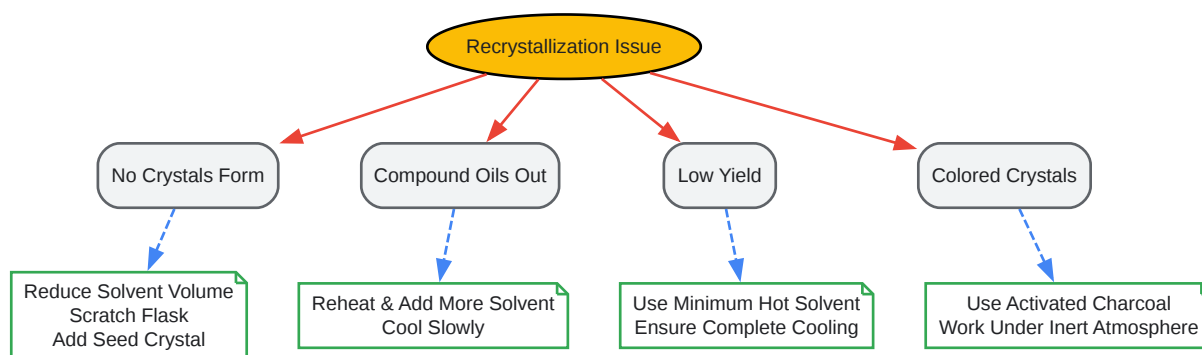 Recrystallization Issue
No Crystals Form
Compound Oils Out
Low Yield
Colored Crystals
Reduce Solvent Volume
Scratch Flask
Add Seed Crystal
Reheat & Add More Solvent
Cool Slowly
Use Minimum Hot Solvent
Ensure Complete Cooling
Use Activated Charcoal
Work Under Inert Atmosphere